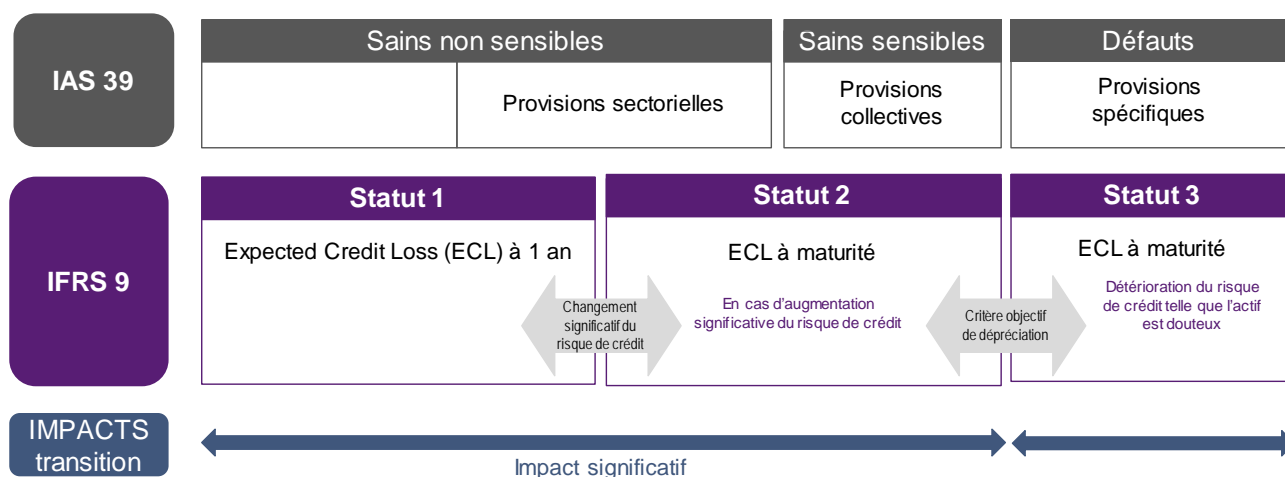 IAS 39
Sains non sensibles
Sains sensibles
Défauts
Provisions sectorielles
Provisions
collectives
Provisions
spécifiques
IFRS 9
Statut 1
Statut 2
Statut 3
Expected Credit Loss (ECL) à 1 an
ECL à maturité
ECL à maturité
Changement
significatif du
risque de crédit
En cas d'augmentation
significative du risque de crédit
Critère objectif
de dépréciation
Détérioration du risque
de crédit telle que l'actif
est douteux
IMPACTS
transition
Impact significatif